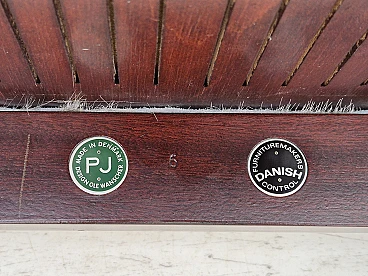 MADE IN DENMARK
PJ
DESIGN OLE WANSCHER
6
FURNITUREMAKERS
DANISH
CONTROL